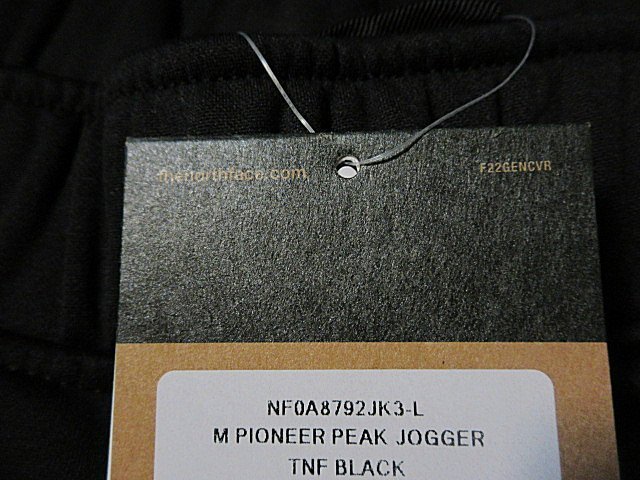 thenorthface.com
F22GENCVR
NF0A8792JK3-L
M PIONEER PEAK JOGGER
TNF BLACK